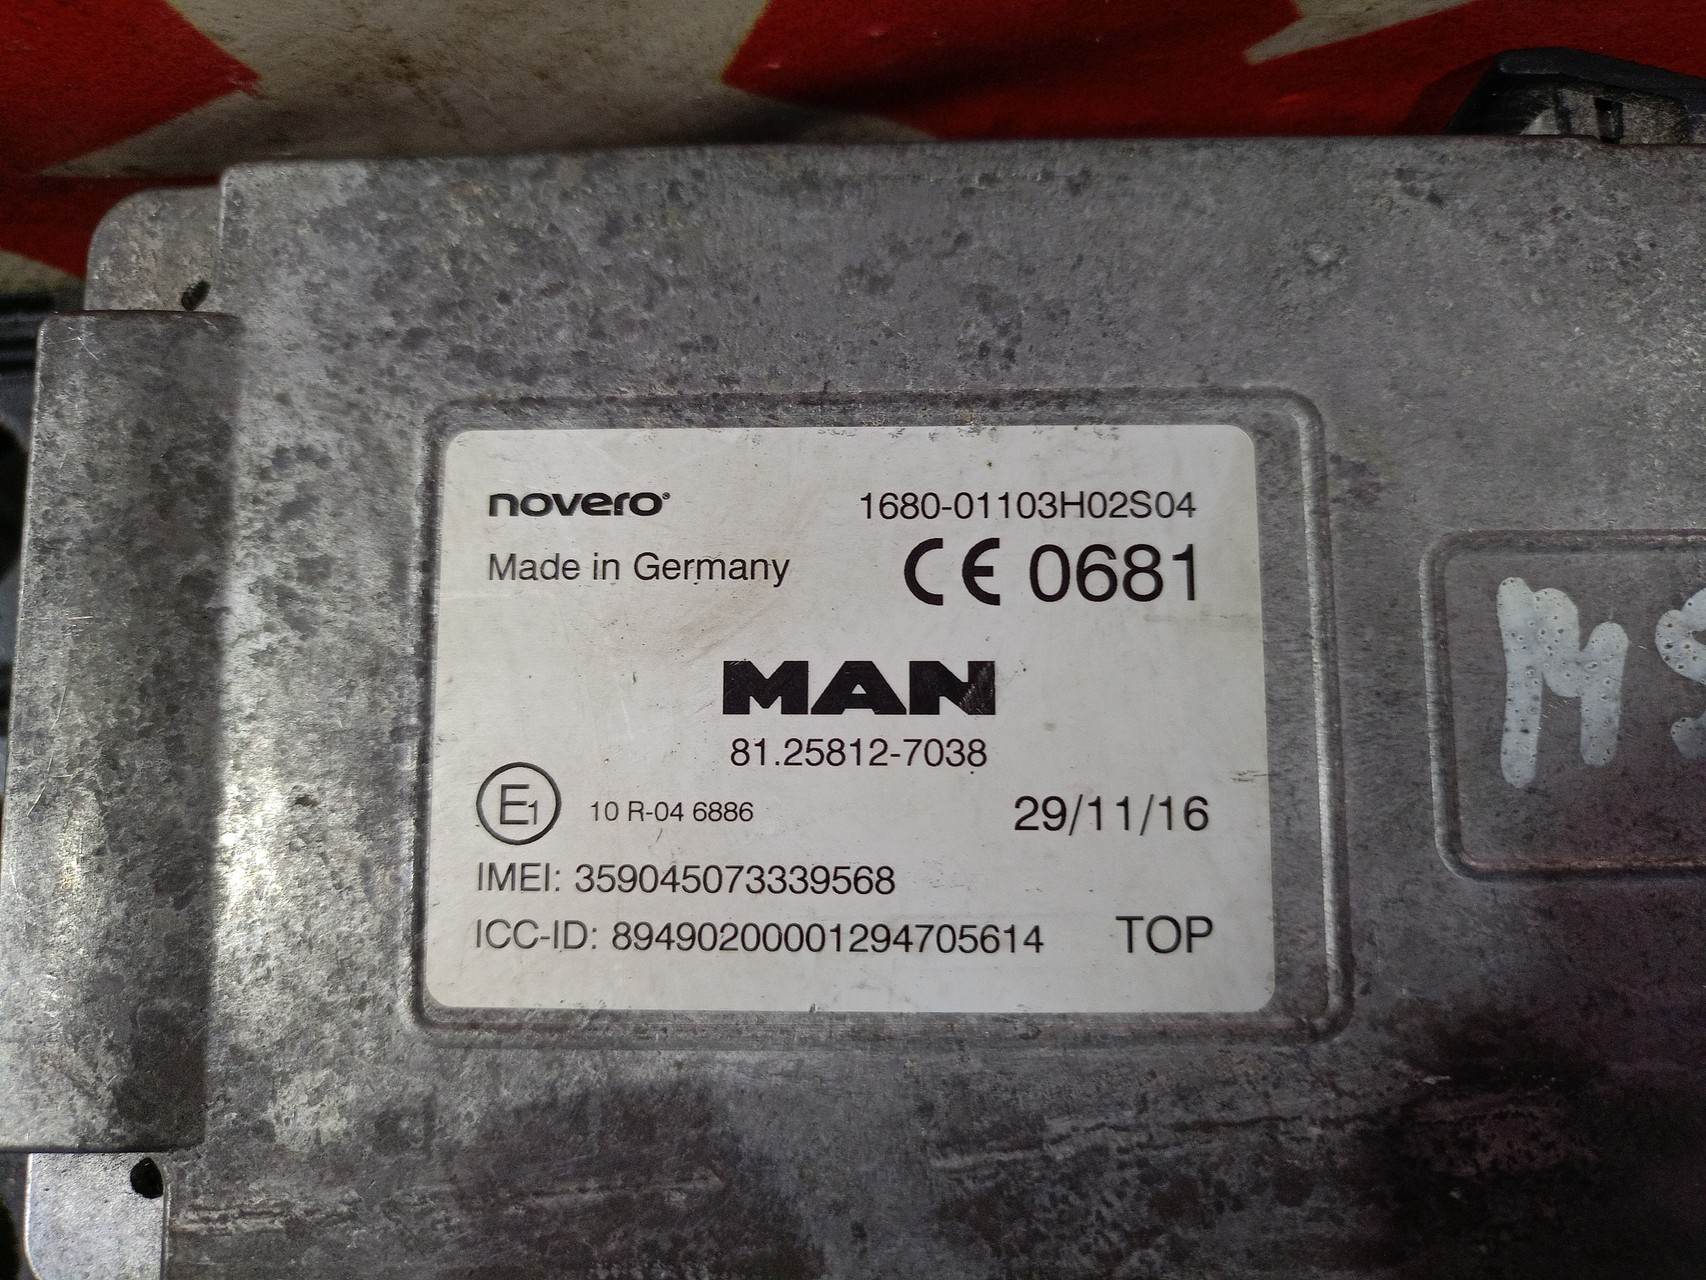 novero
1680-01103H02S04
Made in Germany
CE 0681
MAN
81.25812-7038
E1
10 R-04 6886
29/11/16
IMEI: 359045073339568
ICC-ID: 89490200001294705614
TOP